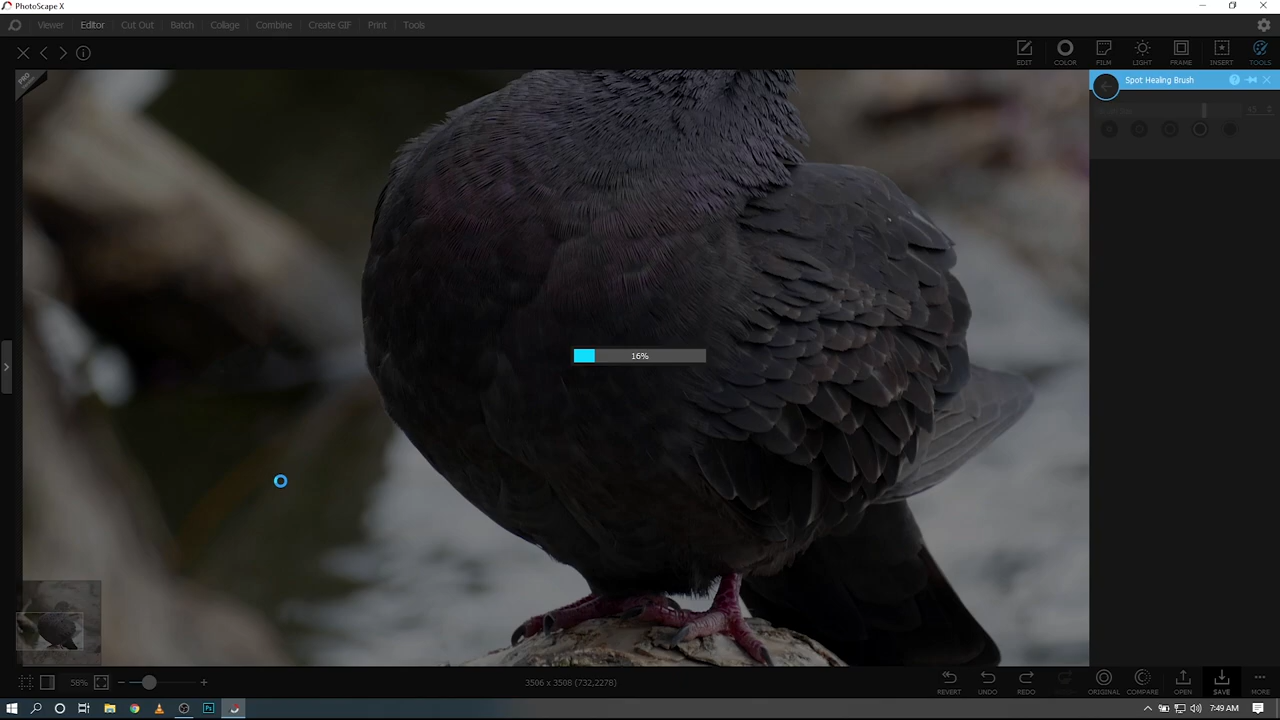 PhotoScape X
Viewer Editor Cut Out Batch Collage Combine Create GIF Print Tools
EDIT COLOR FILM LIGHT FRAME INSERT TOOLS
PRO
Spot Healing Brush
16%
58%
3506 x 3508 (732,2278)
REVERT UNDO REDO ORIGINAL COMPARE OPEN SAVE MORE
7:49 AM